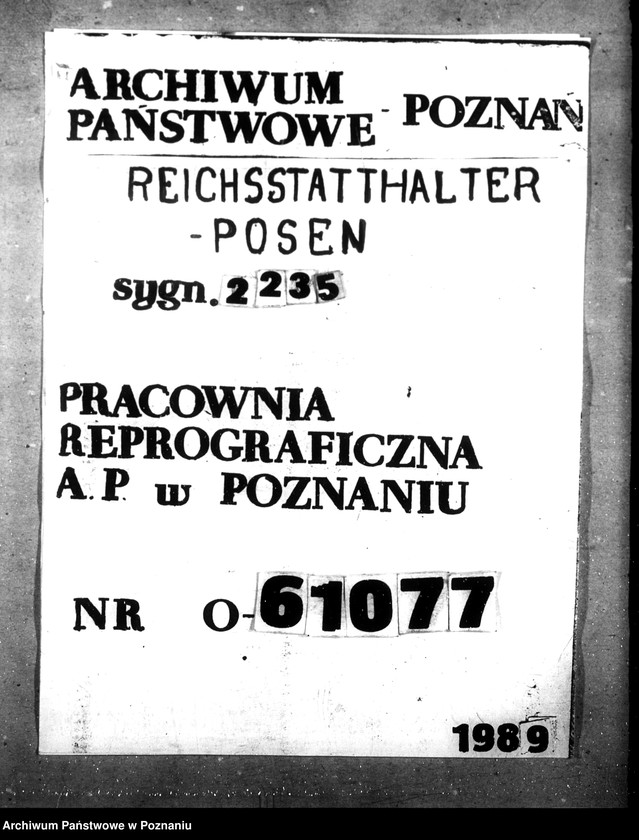 ARCHIWUM
PAŃSTWOWE - POZNAŃ
REICHSSTATTHALTER
- POSEN
sygn. 2235
PRACOWNIA
REPROGRAFICZNA
A. P. w POZNANIU
NR O-61077
1989
Archiwum Państwowe w Poznaniu